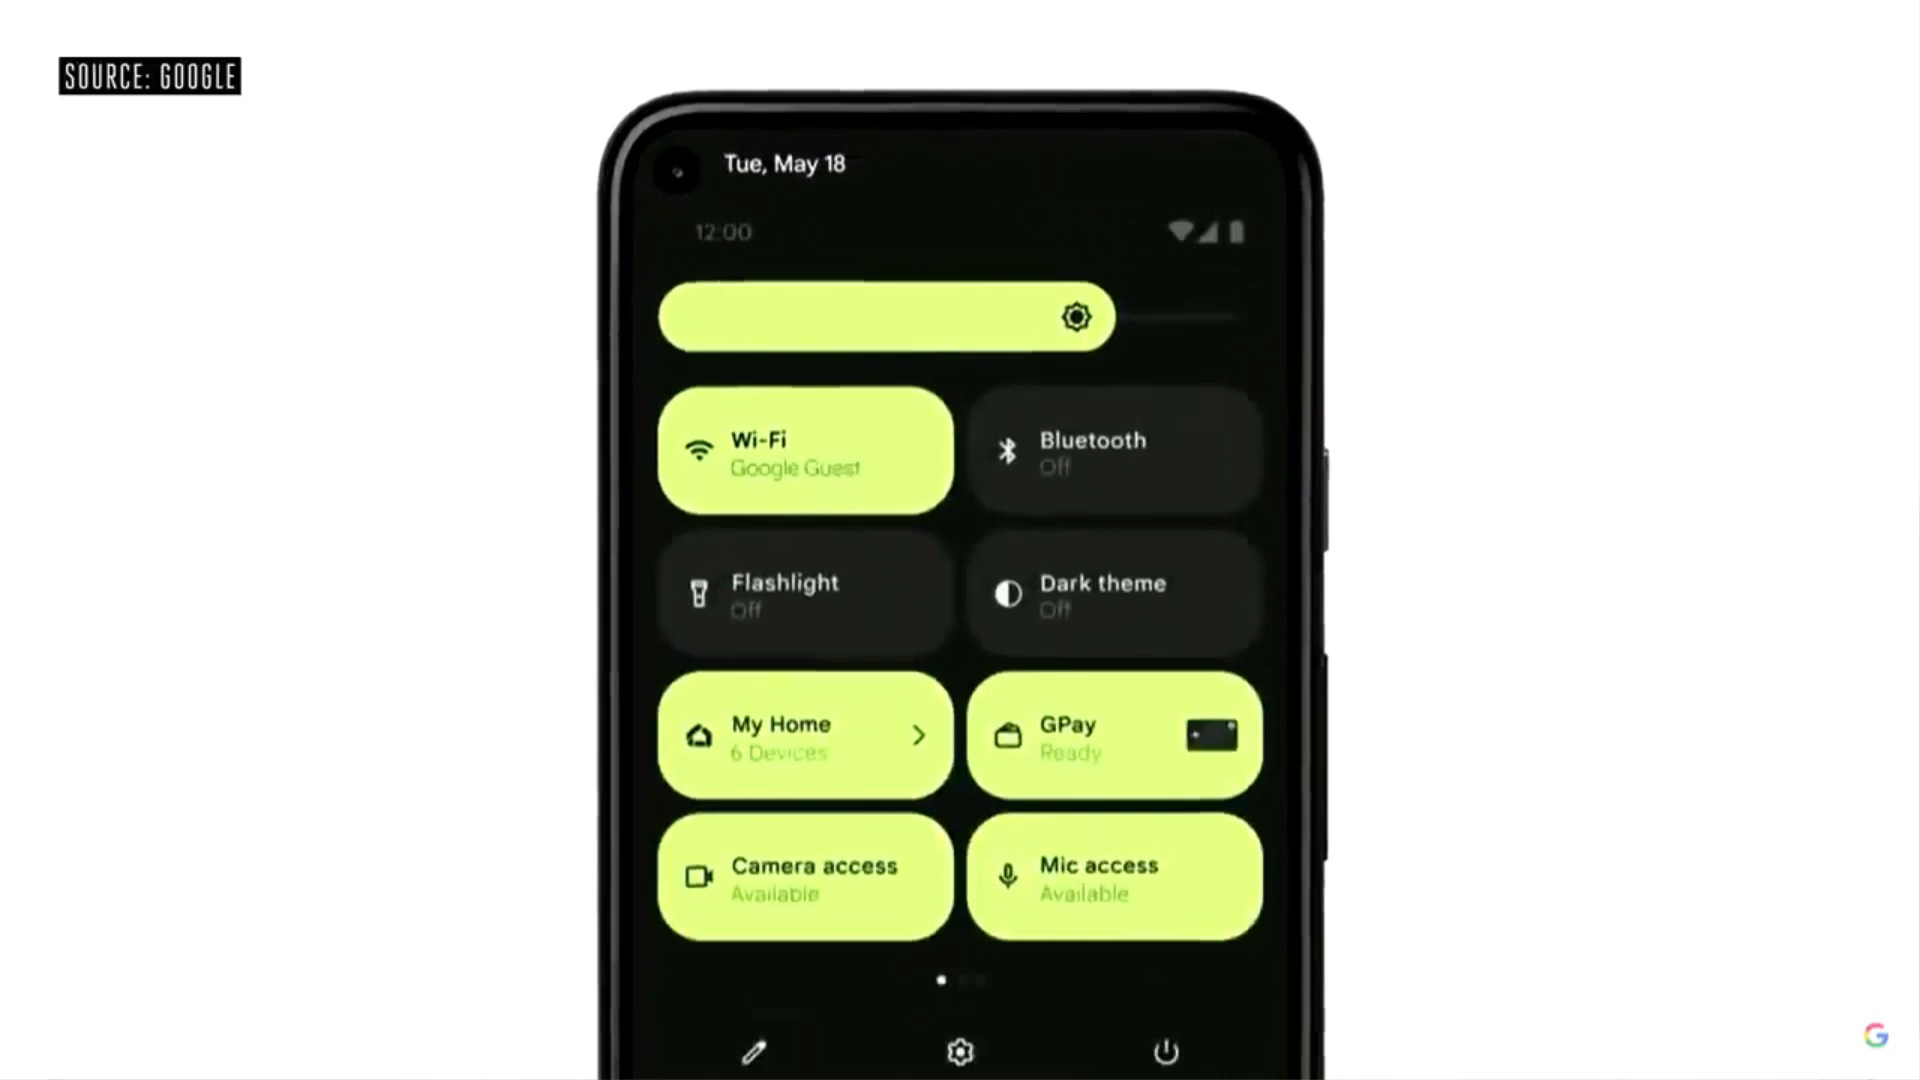 SOURCE: GOOGLE
Tue, May 18
12:00
Wi-Fi
Google Guest
Bluetooth
Off
Flashlight
Off
Dark theme
Off
My Home
6 Devices
GPay
Ready
Camera access
Available
Mic access
Available